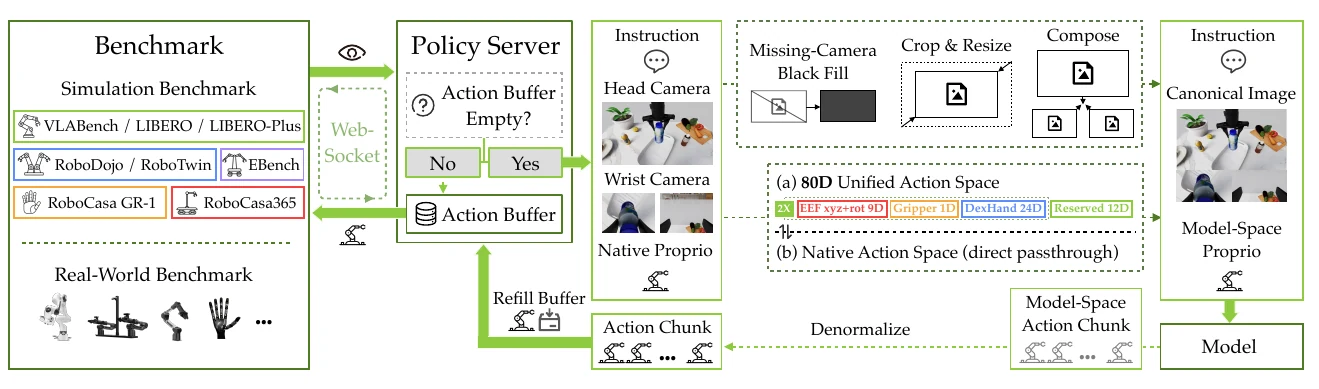 Benchmark
Simulation Benchmark
VLABench / LIBERO / LIBERO-Plus
RoboDojo / RoboTwin
EBench
RoboCasa GR-1
RoboCasa365
Real-World Benchmark
...
Web-
Socket
Policy Server
Action Buffer
Empty?
No
Yes
Action Buffer
Refill Buffer
Instruction
Head Camera
Wrist Camera
Native Proprio
Action Chunk
...
Missing-Camera
Black Fill
Crop & Resize
Compose
(a) 80D Unified Action Space
2X
EEF xyz+rot 9D
Gripper 1D
DexHand 24D
Reserved 12D
(b) Native Action Space (direct passthrough)
Denormalize
Model-Space
Action Chunk
...
Instruction
Canonical Image
Model-Space
Proprio
Model